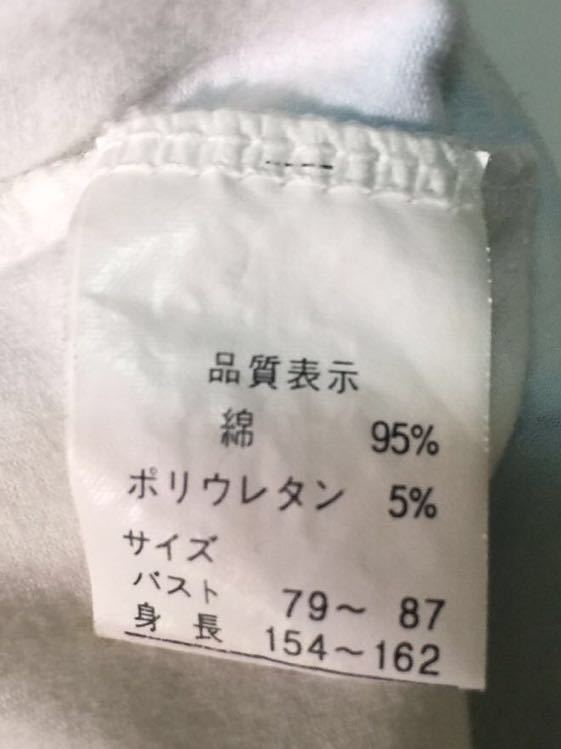 品質表示
綿 95%
ポリウレタン 5%
サイズ
バスト 79～ 87
身 長 154～162